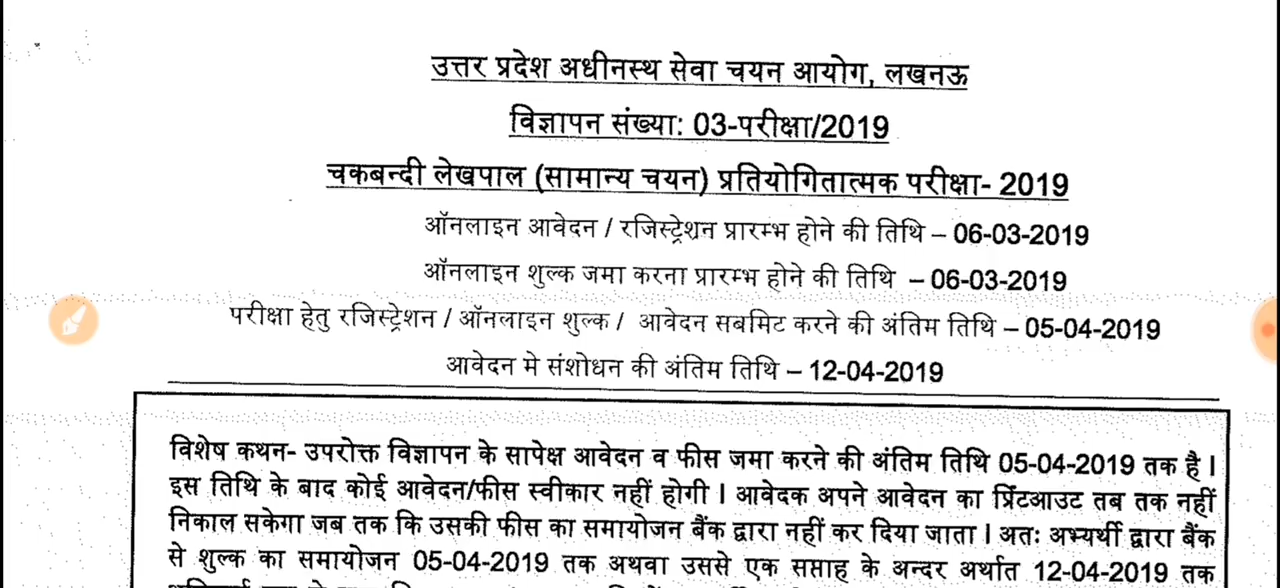 उत्तर प्रदेश अधीनस्थ सेवा चयन आयोग, लखनऊ
विज्ञापन संख्या: 03-परीक्षा/2019
चकबन्दी लेखपाल (सामान्य चयन) प्रतियोगितात्मक परीक्षा- 2019
ऑनलाइन आवेदन / रजिस्ट्रेशन प्रारम्भ होने की तिथि – 06-03-2019
ऑनलाइन शुल्क जमा करना प्रारम्भ होने की तिथि – 06-03-2019
परीक्षा हेतु रजिस्ट्रेशन / ऑनलाइन शुल्क / आवेदन सबमिट करने की अंतिम तिथि – 05-04-2019
आवेदन मे संशोधन की अंतिम तिथि – 12-04-2019
विशेष कथन- उपरोक्त विज्ञापन के सापेक्ष आवेदन व फीस जमा करने की अंतिम तिथि 05-04-2019 तक है।
इस तिथि के बाद कोई आवेदन/फीस स्वीकार नहीं होगी । आवेदक अपने आवेदन का प्रिंटआउट तब तक नहीं
निकाल सकेगा जब तक कि उसकी फीस का समायोजन बैंक द्वारा नहीं कर दिया जाता । अतः अभ्यर्थी द्वारा बैंक
से शुल्क का समायोजन 05-04-2019 तक अथवा उससे एक सप्ताह के अन्दर अर्थात 12-04-2019 तक